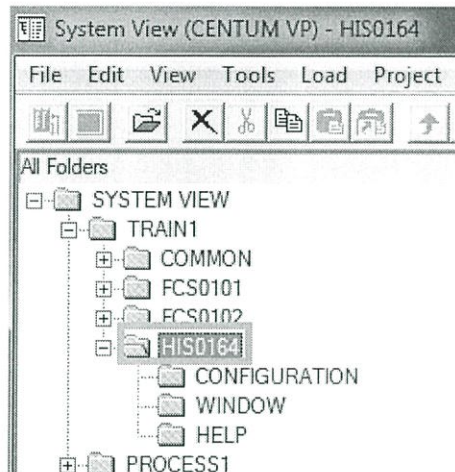 System View (CENTUM VP) - HIS0164
File Edit View Tools Load Project
All Folders
SYSTEM VIEW
TRAIN1
COMMON
FCS0101
FCS0102
HIS0164
CONFIGURATION
WINDOW
HELP
PROCESS1